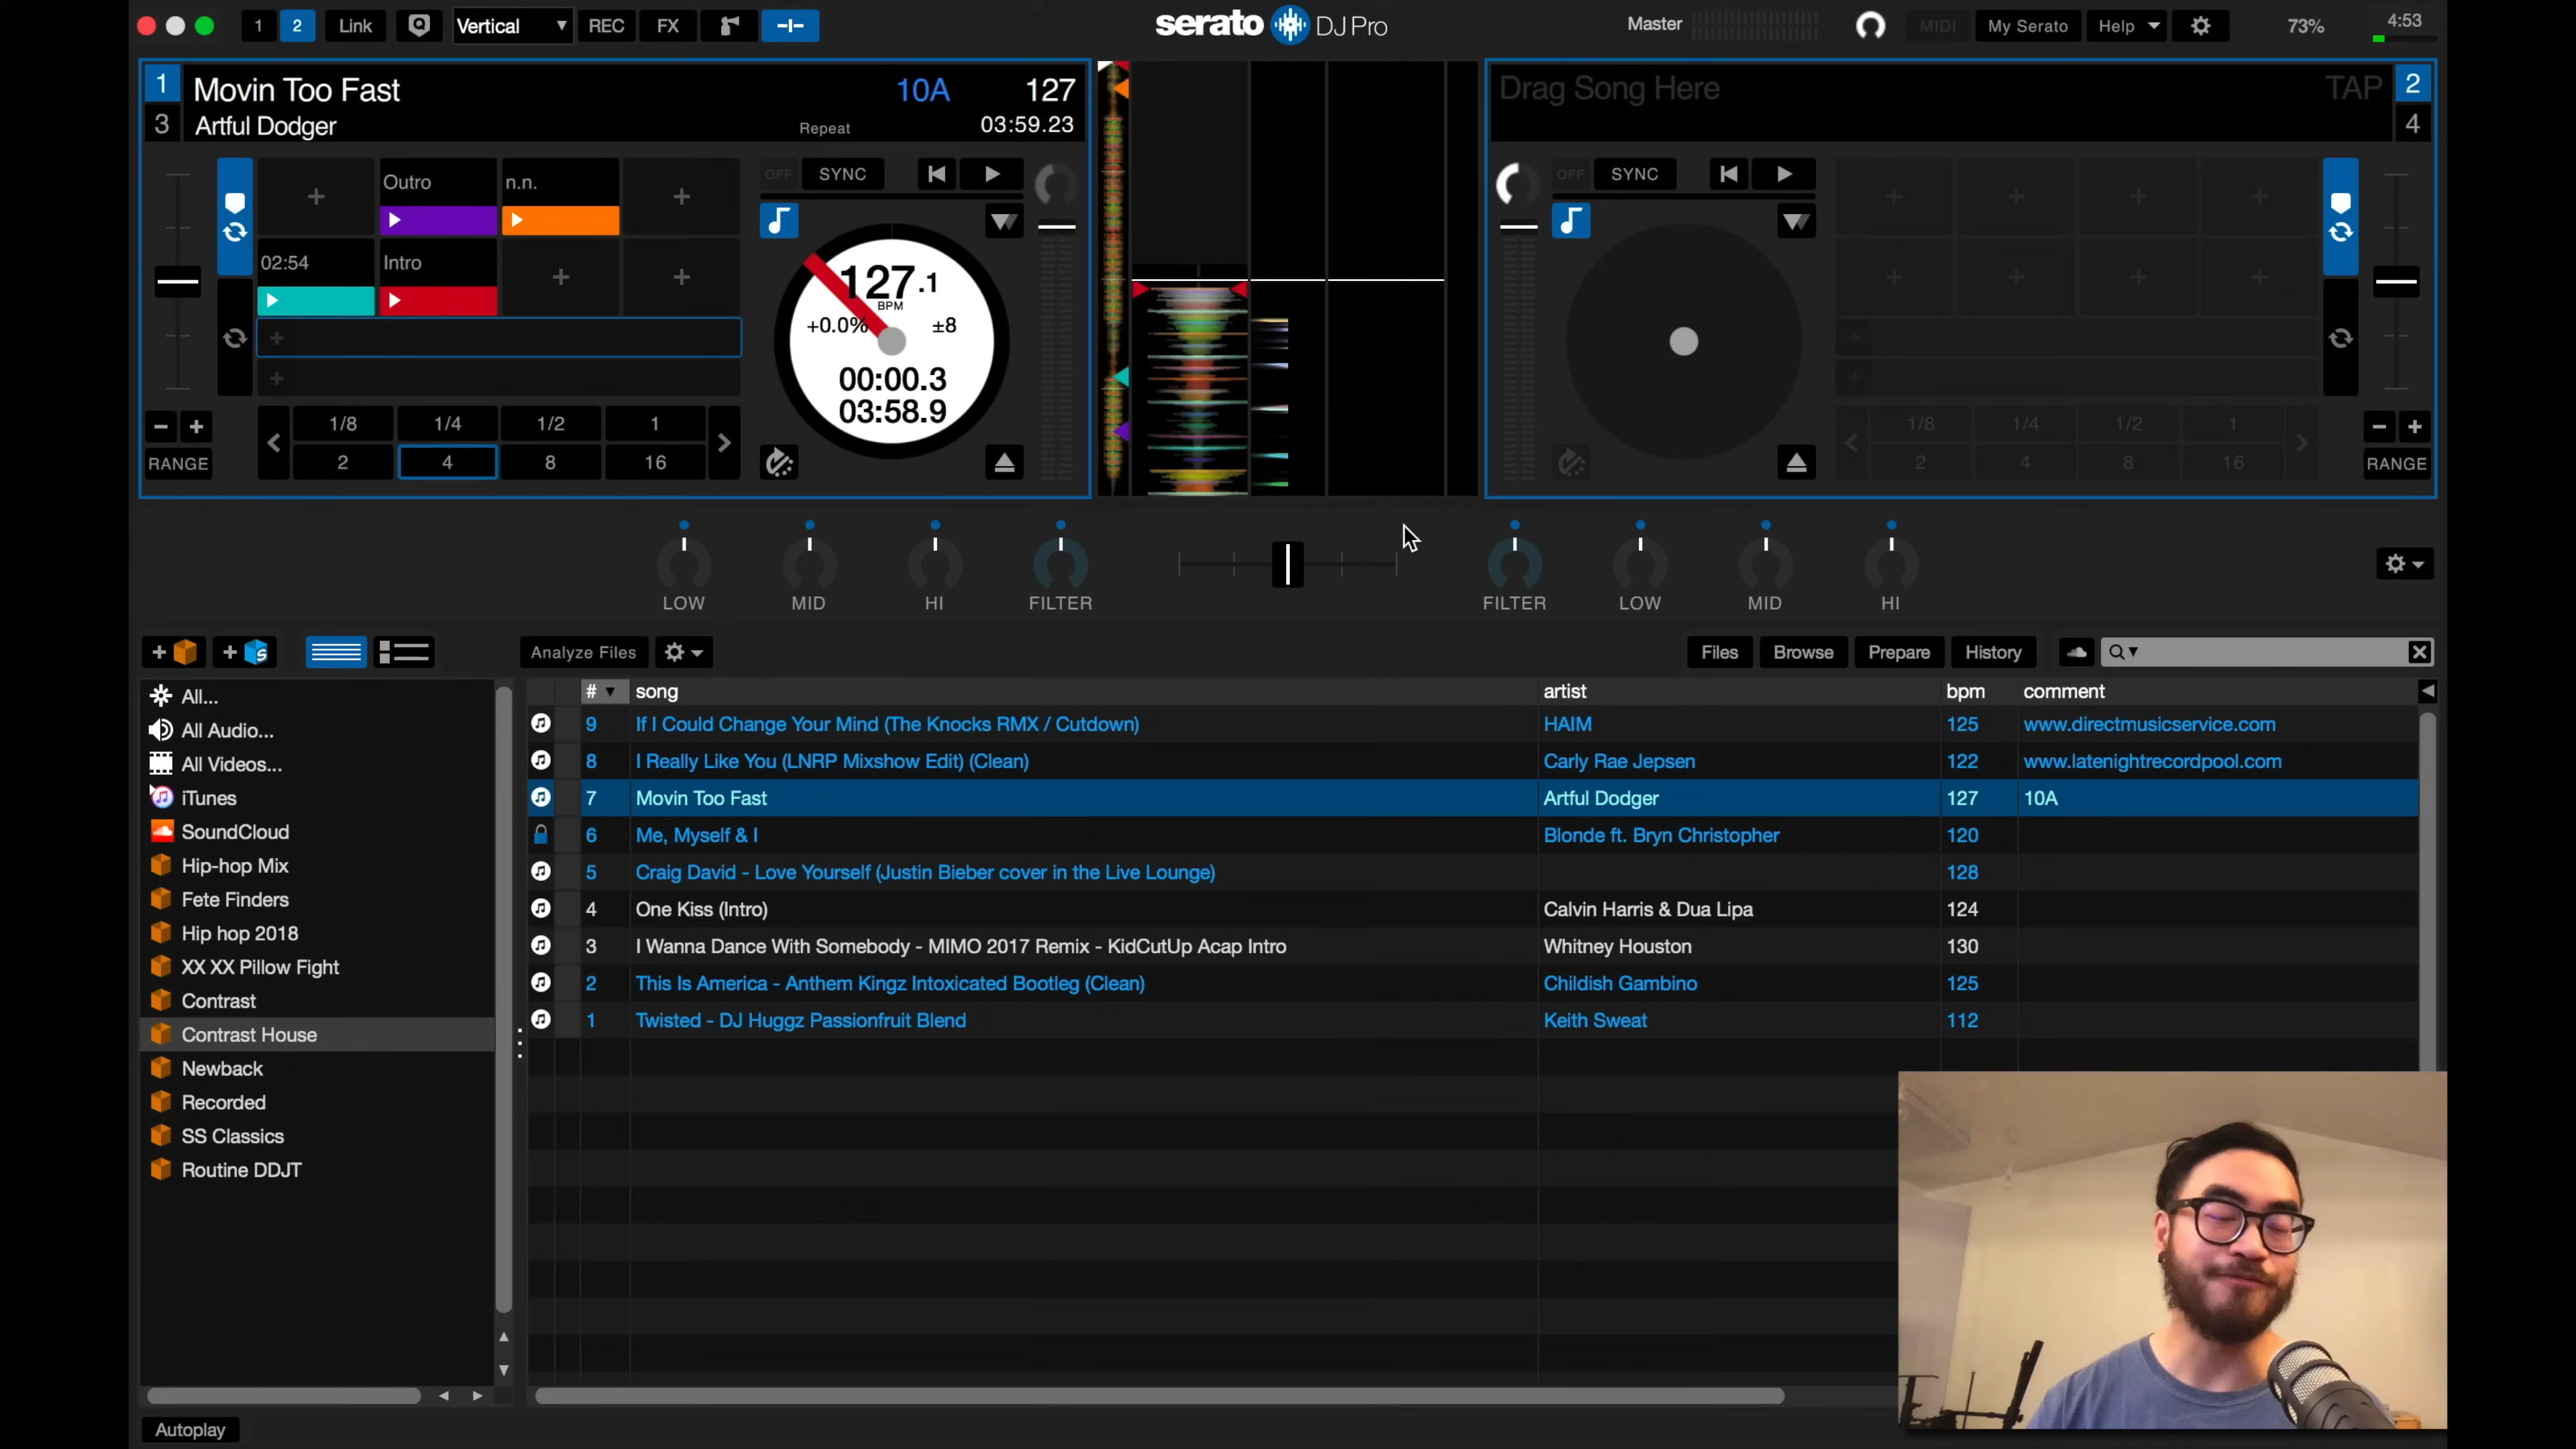 1 2 Link Vertical REC FX serato DJ Pro Master MIDI My Serato Help 73% 4:53
1 Movin Too Fast 10A 127
3 Artful Dodger Repeat 03:59.23
Drag Song Here TAP 2
4
Outro n.n. OFF SYNC
02:54 Intro
127.1
BPM
+0.0% ±8
00:00.3
03:58.9
1/8 1/4 1/2 1
RANGE 2 4 8 16
OFF SYNC
1/8 1/4 1/2 1
2 4 8 16 RANGE
LOW MID HI FILTER FILTER LOW MID HI
Analyze Files Files Browse Prepare History
All...
All Audio...
All Videos...
iTunes
SoundCloud
Hip-hop Mix
Fete Finders
Hip hop 2018
XX XX Pillow Fight
Contrast
Contrast House
Newback
Recorded
SS Classics
Routine DDJT
# song artist bpm comment
9 If I Could Change Your Mind (The Knocks RMX / Cutdown) HAIM 125 www.directmusicservice.com
8 I Really Like You (LNRP Mixshow Edit) (Clean) Carly Rae Jepsen 122 www.latenightrecordpool.com
7 Movin Too Fast Artful Dodger 127 10A
6 Me, Myself & I Blonde ft. Bryn Christopher 120
5 Craig David - Love Yourself (Justin Bieber cover in the Live Lounge) 128
4 One Kiss (Intro) Calvin Harris & Dua Lipa 124
3 I Wanna Dance With Somebody - MIMO 2017 Remix - KidCutUp Acap Intro Whitney Houston 130
2 This Is America - Anthem Kingz Intoxicated Bootleg (Clean) Childish Gambino 125
1 Twisted - DJ Huggz Passionfruit Blend Keith Sweat 112
Autoplay